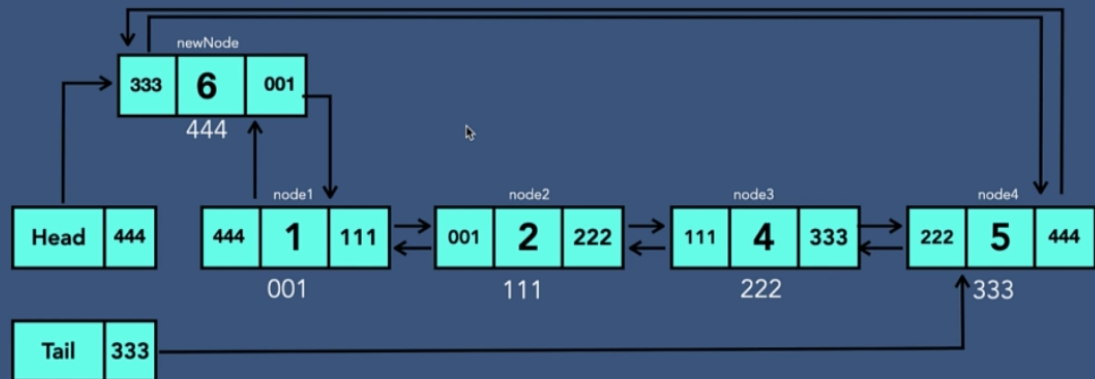 newNode
333 6 001
444
node1 node2 node3 node4
Head 444 444 1 111 001 2 222 111 4 333 222 5 444
001 111 222 333
Tail 333